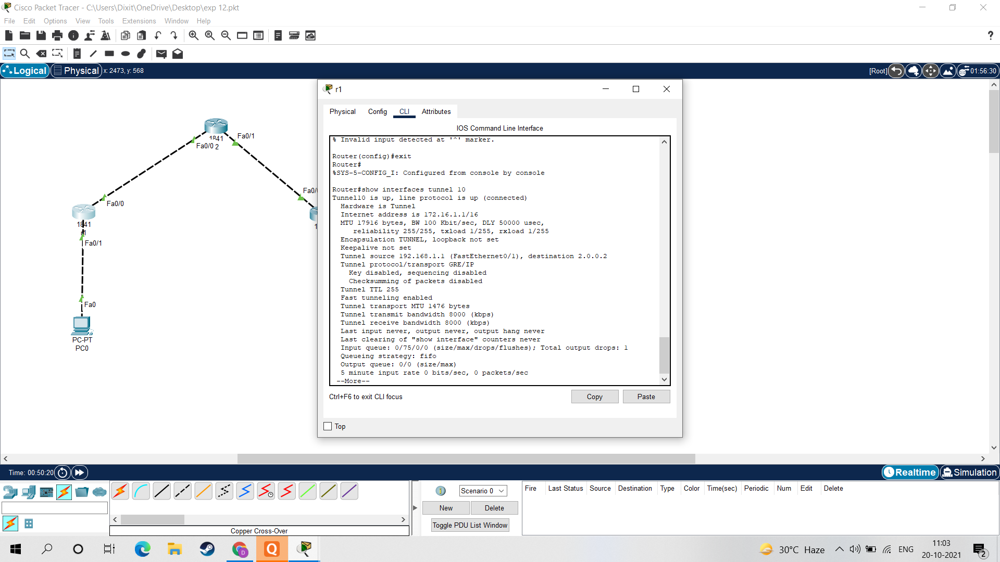 Cisco Packet Tracer - C:\Users\Dixit\OneDrive\Desktop\exp 12.pkt
File Edit Options View Tools Extensions Window Help
?
Logical Physical x: 2473, y: 568 [Root] 01:56:30
r1
Physical Config CLI Attributes
IOS Command Line Interface
% Invalid input detected at '^' marker.
Router(config)#exit
Router#
%SYS-5-CONFIG_I: Configured from console by console
Router#show interfaces tunnel 10
Tunnel10 is up, line protocol is up (connected)
Hardware is Tunnel
Internet address is 172.16.1.1/16
MTU 17916 bytes, BW 100 Kbit/sec, DLY 50000 usec,
reliability 255/255, txload 1/255, rxload 1/255
Encapsulation TUNNEL, loopback not set
Keepalive not set
Tunnel source 192.168.1.1 (FastEthernet0/1), destination 2.0.0.2
Tunnel protocol/transport GRE/IP
Key disabled, sequencing disabled
Checksumming of packets disabled
Tunnel TTL 255
Fast tunneling enabled
Tunnel transport MTU 1476 bytes
Tunnel transmit bandwidth 8000 (kbps)
Tunnel receive bandwidth 8000 (kbps)
Last input never, output never, output hang never
Last clearing of "show interface" counters never
Input queue: 0/75/0/0 (size/max/drops/flushes); Total output drops: 1
Queueing strategy: fifo
Output queue: 0/0 (size/max)
5 minute input rate 0 bits/sec, 0 packets/sec
--More--
Ctrl+F6 to exit CLI focus
Copy Paste
Top
1841
2
Fa0/0
Fa0/1
Fa0/
Fa0/0
1841
r1
Fa0/1
Fa0
PC-PT
PC0
Time: 00:50:20
Realtime Simulation
Scenario 0
New Delete
Toggle PDU List Window
Copper Cross-Over
Fire Last Status Source Destination Type Color Time(sec) Periodic Num Edit Delete
30°C Haze
ENG
11:03
20-10-2021
2